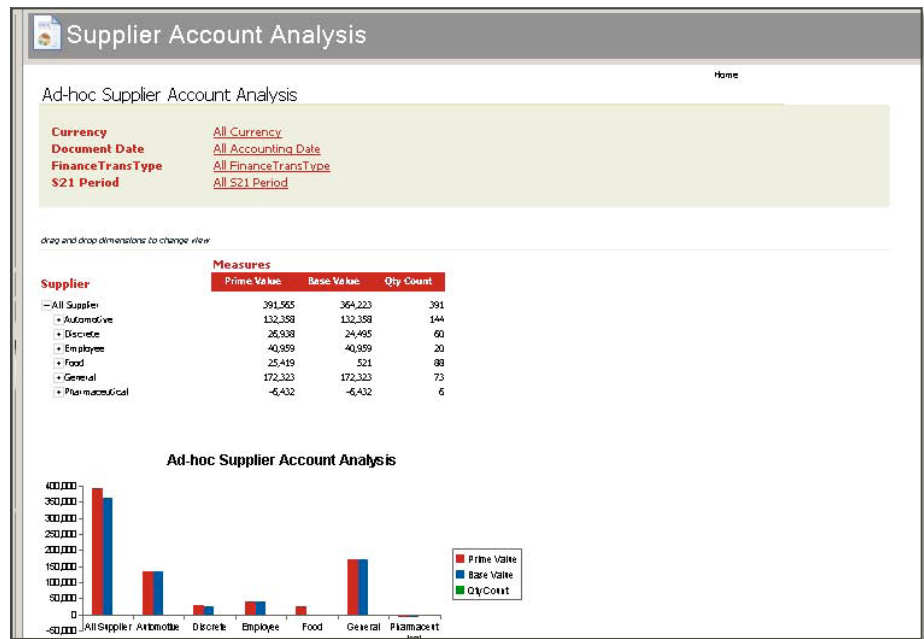 Supplier Account Analysis
Home
Ad-hoc Supplier Account Analysis
Currency All Currency
Document Date All Accounting Date
FinanceTransType All FinanceTransType
S21 Period All S21 Period
drag and drop dimensions to change view
Measures
Supplier Prime Value Base Value Qty Count
All Supplier 391,565 364,223 391
Automotive 132,358 132,358 144
Discrete 26,938 24,495 60
Employee 40,959 40,959 20
Food 25,419 521 88
General 172,323 172,323 73
Pharmaceutical -6,432 -6,432 6
Ad-hoc Supplier Account Analysis
400,000
350,000
300,000
250,000
200,000
150,000
100,000
50,000
0
-50,000
All Supplier Automotive Discrete Employee Food General Pharmaceut
Prime Value
Base Value
Qty Count